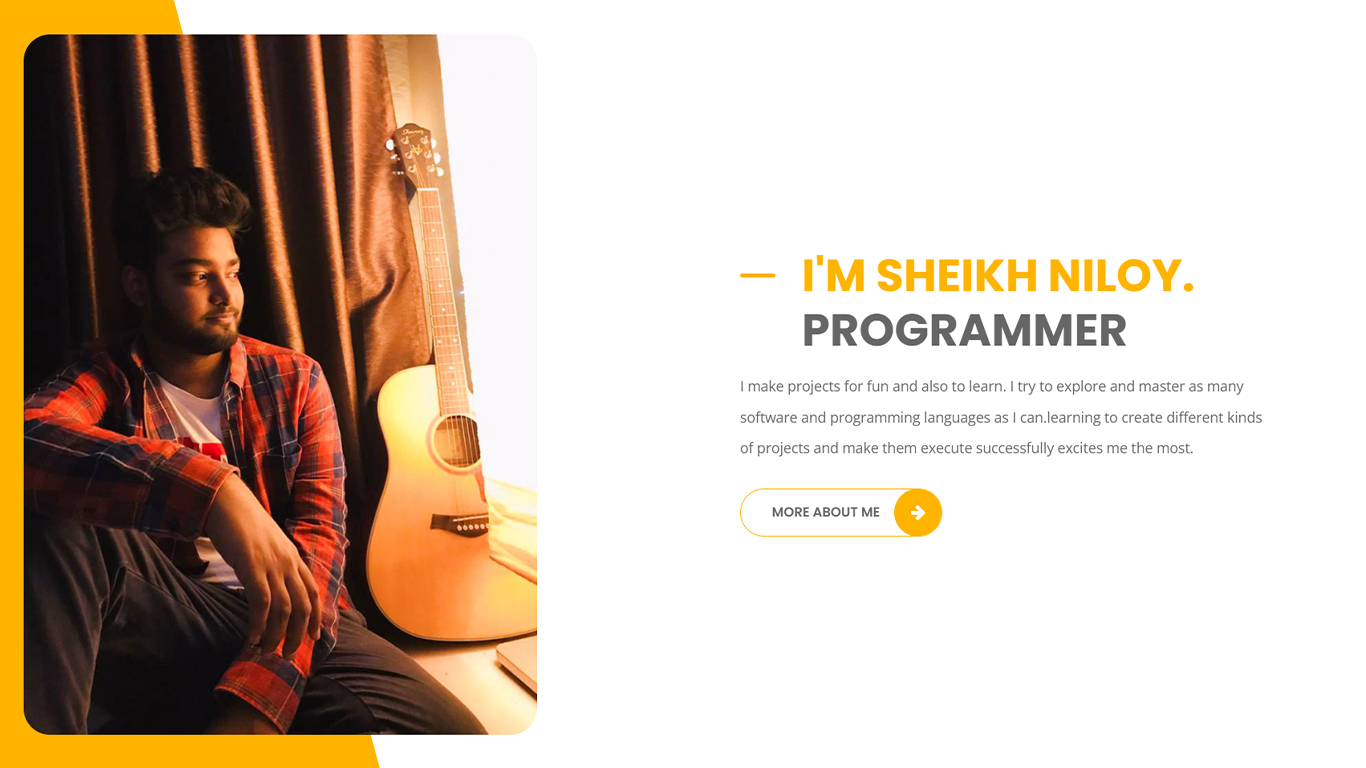 I'M SHEIKH NILOY.
PROGRAMMER
I make projects for fun and also to learn. I try to explore and master as many
software and programming languages as I can.learning to create different kinds
of projects and make them execute successfully excites me the most.
MORE ABOUT ME